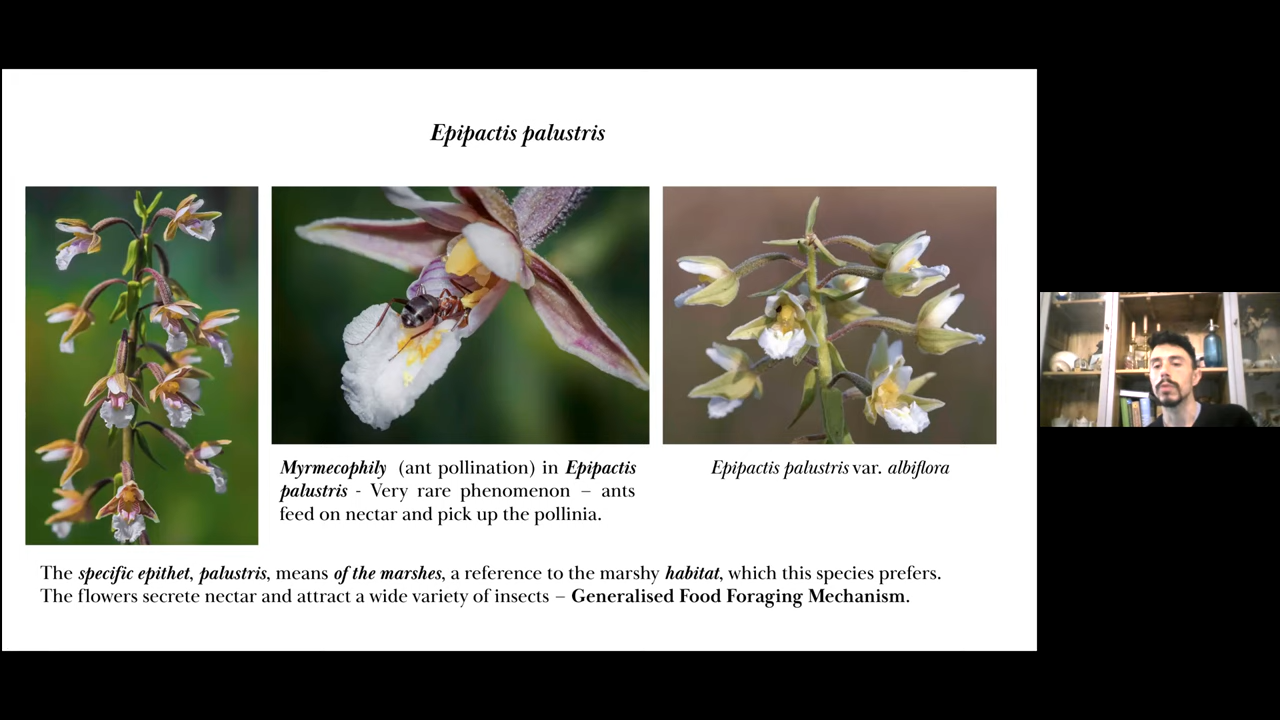 Epipactis palustris
Myrmecophily (ant pollination) in Epipactis
palustris - Very rare phenomenon – ants
feed on nectar and pick up the pollinia.
Epipactis palustris var. albiflora
The specific epithet, palustris, means of the marshes, a reference to the marshy habitat, which this species prefers.
The flowers secrete nectar and attract a wide variety of insects – Generalised Food Foraging Mechanism.